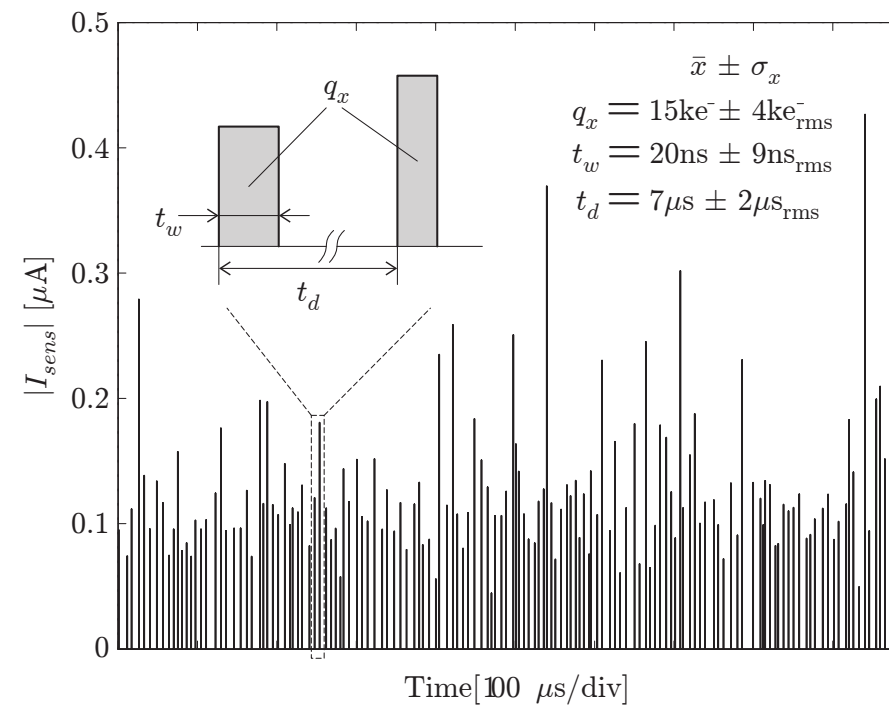 0.5
0.4
0.3
0.2
0.1
0
|I_sens| [μA]
Time[100 μs/div]
q_x
t_w
t_d
x̄ ± σ_x
q_x = 15ke⁻ ± 4ke⁻_rms
t_w = 20ns ± 9ns_rms
t_d = 7μs ± 2μs_rms